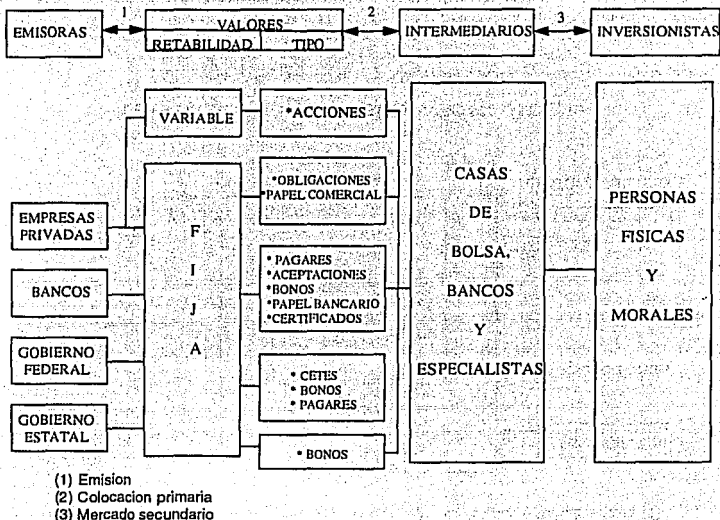 1
2
3
EMISORAS
VALORES
RETABILIDAD TIPO
INTERMEDIARIOS
INVERSIONISTAS
VARIABLE
*ACCIONES
EMPRESAS
PRIVADAS
BANCOS
GOBIERNO
FEDERAL
GOBIERNO
ESTATAL
F
I
J
A
*OBLIGACIONES
*PAPEL COMERCIAL
* PAGARES
*ACEPTACIONES
*BONOS
*PAPEL BANCARIO
*CERTIFICADOS
* CETES
* BONOS
* PAGARES
* BONOS
CASAS
DE
BOLSA,
BANCOS
Y
ESPECIALISTAS
PERSONAS
FISICAS
Y
MORALES
(1) Emision
(2) Colocacion primaria
(3) Mercado secundario